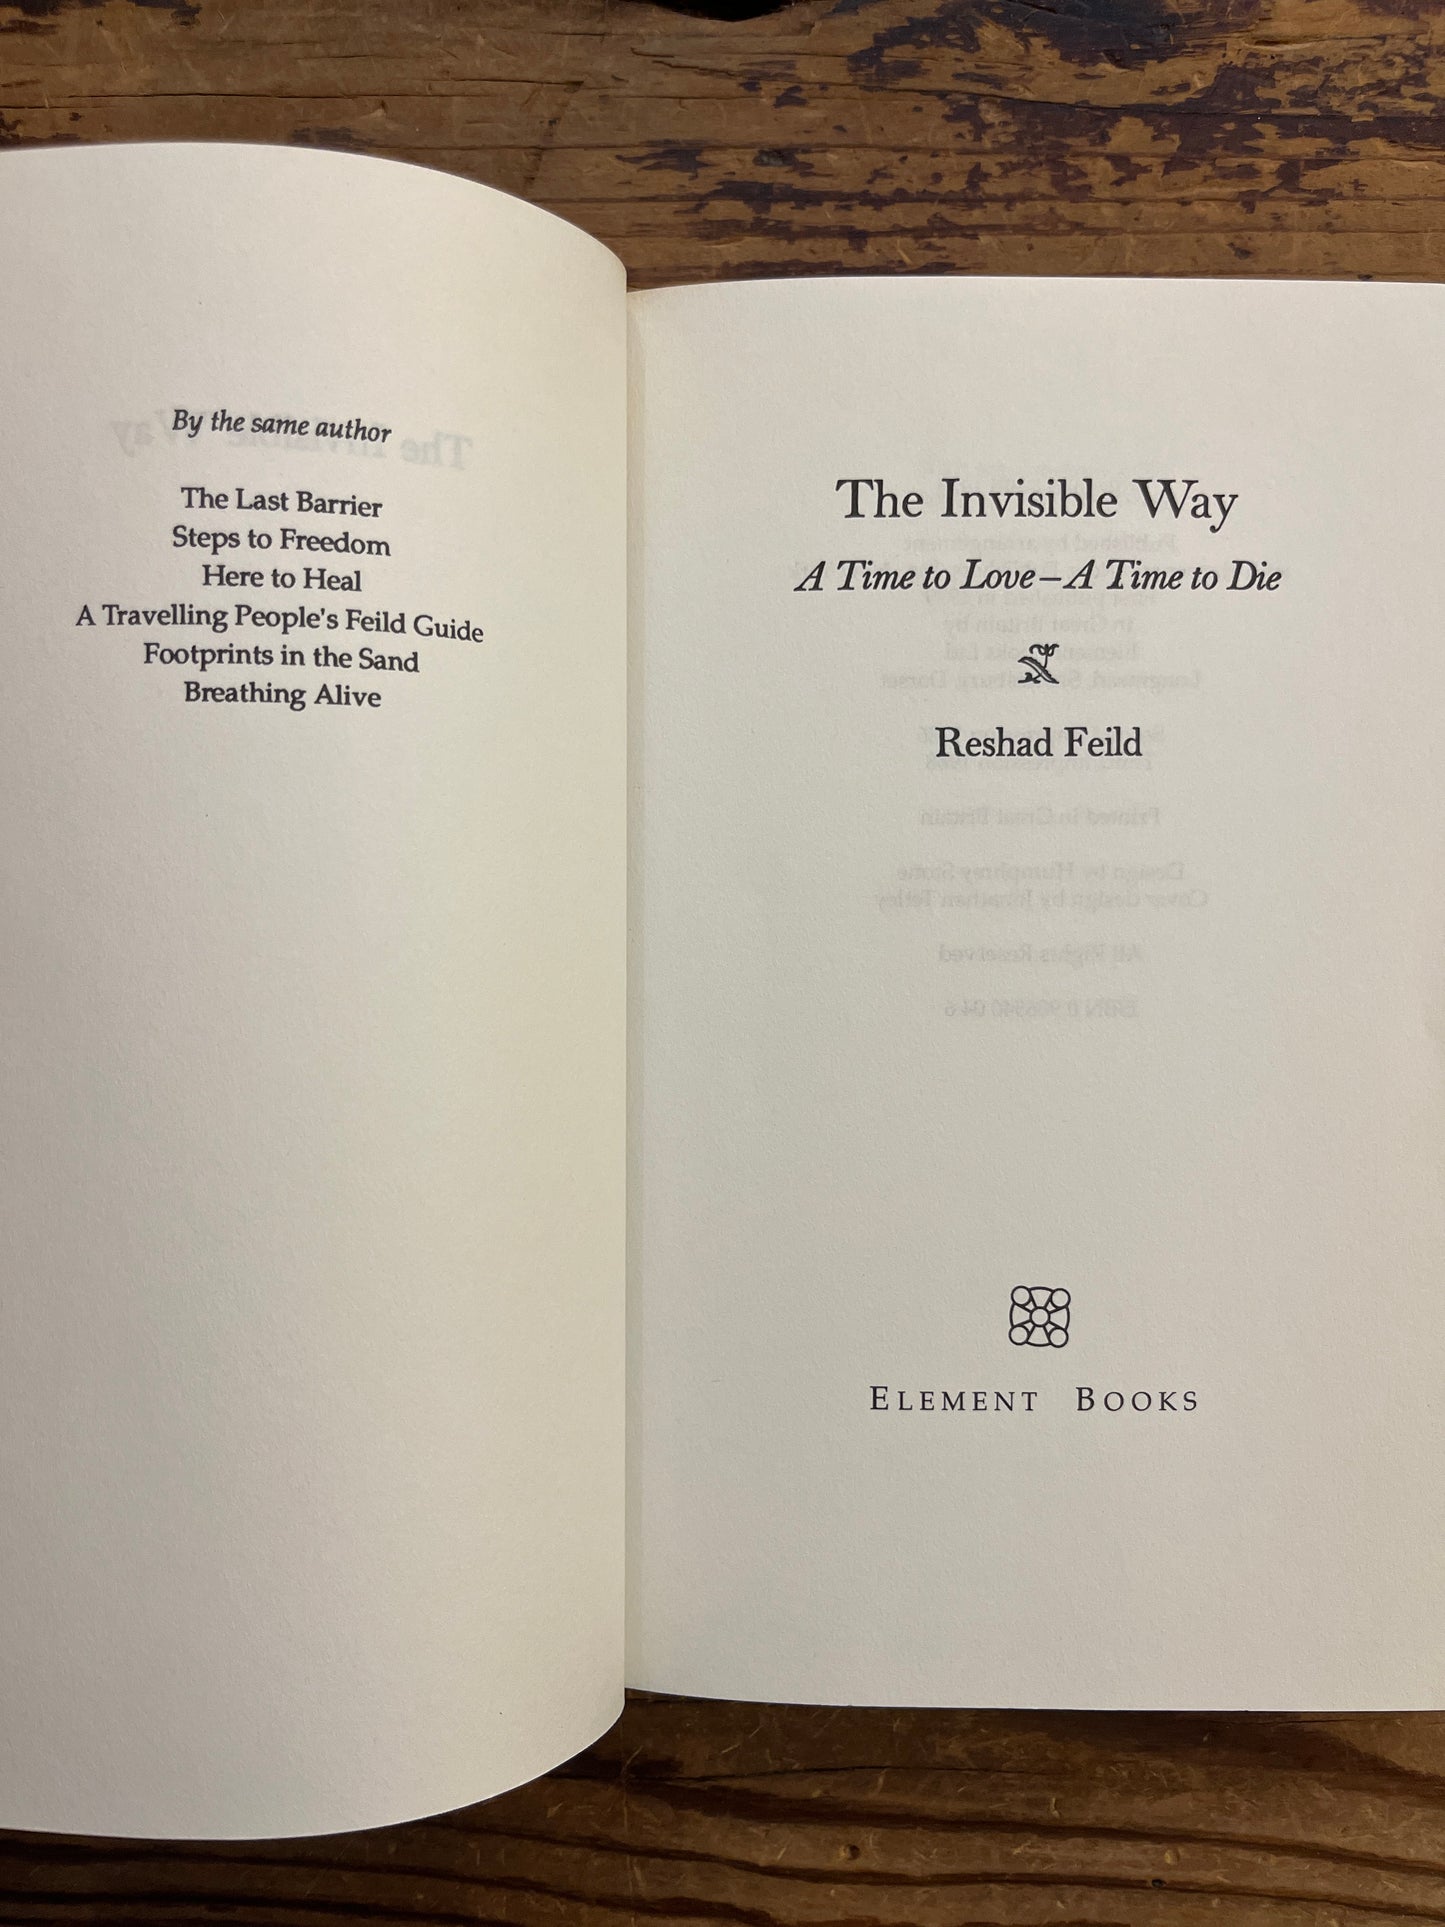 By the same author
The Last Barrier
Steps to Freedom
Here to Heal
A Travelling People's Feild Guide
Footprints in the Sand
Breathing Alive
The Invisible Way
A Time to Love – A Time to Die
Reshad Feild
ELEMENT BOOKS